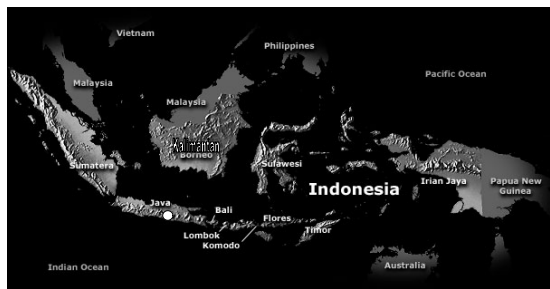 Vietnam
Philippines
Pacific Ocean
Malaysia
Malaysia
Kalimantan
Borneo
Sumatera
Sulawesi
Indonesia
Irian Jaya
Papua New
Guinea
Java
Bali
Flores
Lombok
Timor
Komodo
Indian Ocean
Australia